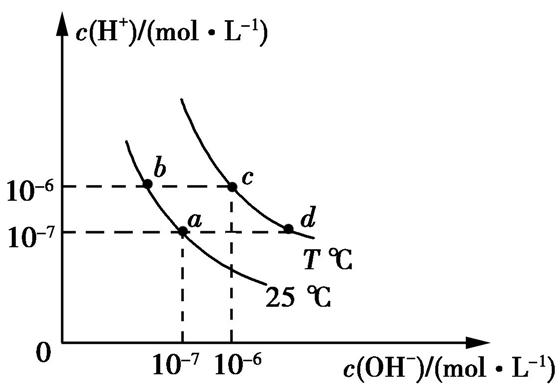 c(H⁺)/(mol·L⁻¹)
b
c
10⁻⁶
a
d
10⁻⁷
T ℃
25 ℃
0
10⁻⁷ 10⁻⁶
c(OH⁻)/(mol·L⁻¹)